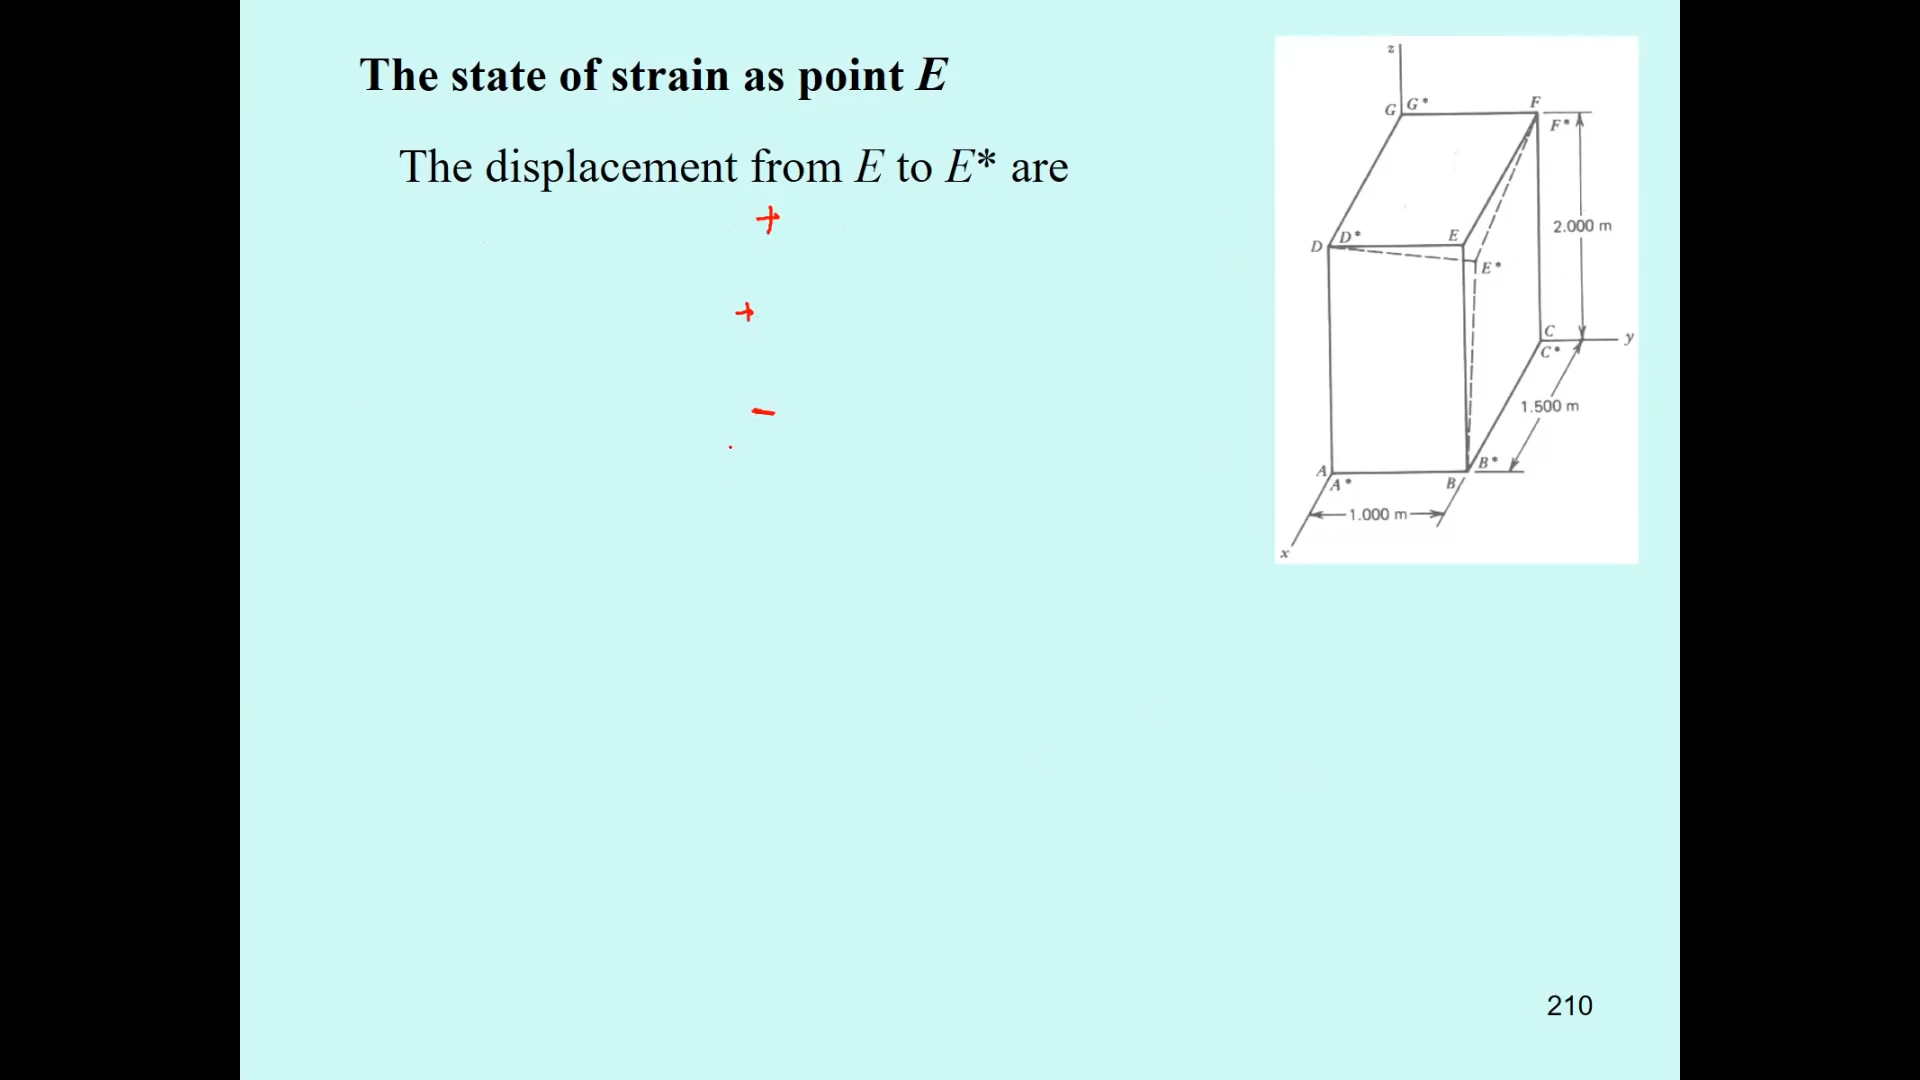 The state of strain as point E
The displacement from E to E* are
+
+
-
z
G G* F
F*
2.000 m
D D* E
E*
C
y
C*
1.500 m
A
B*
A* B
1.000 m
x
210